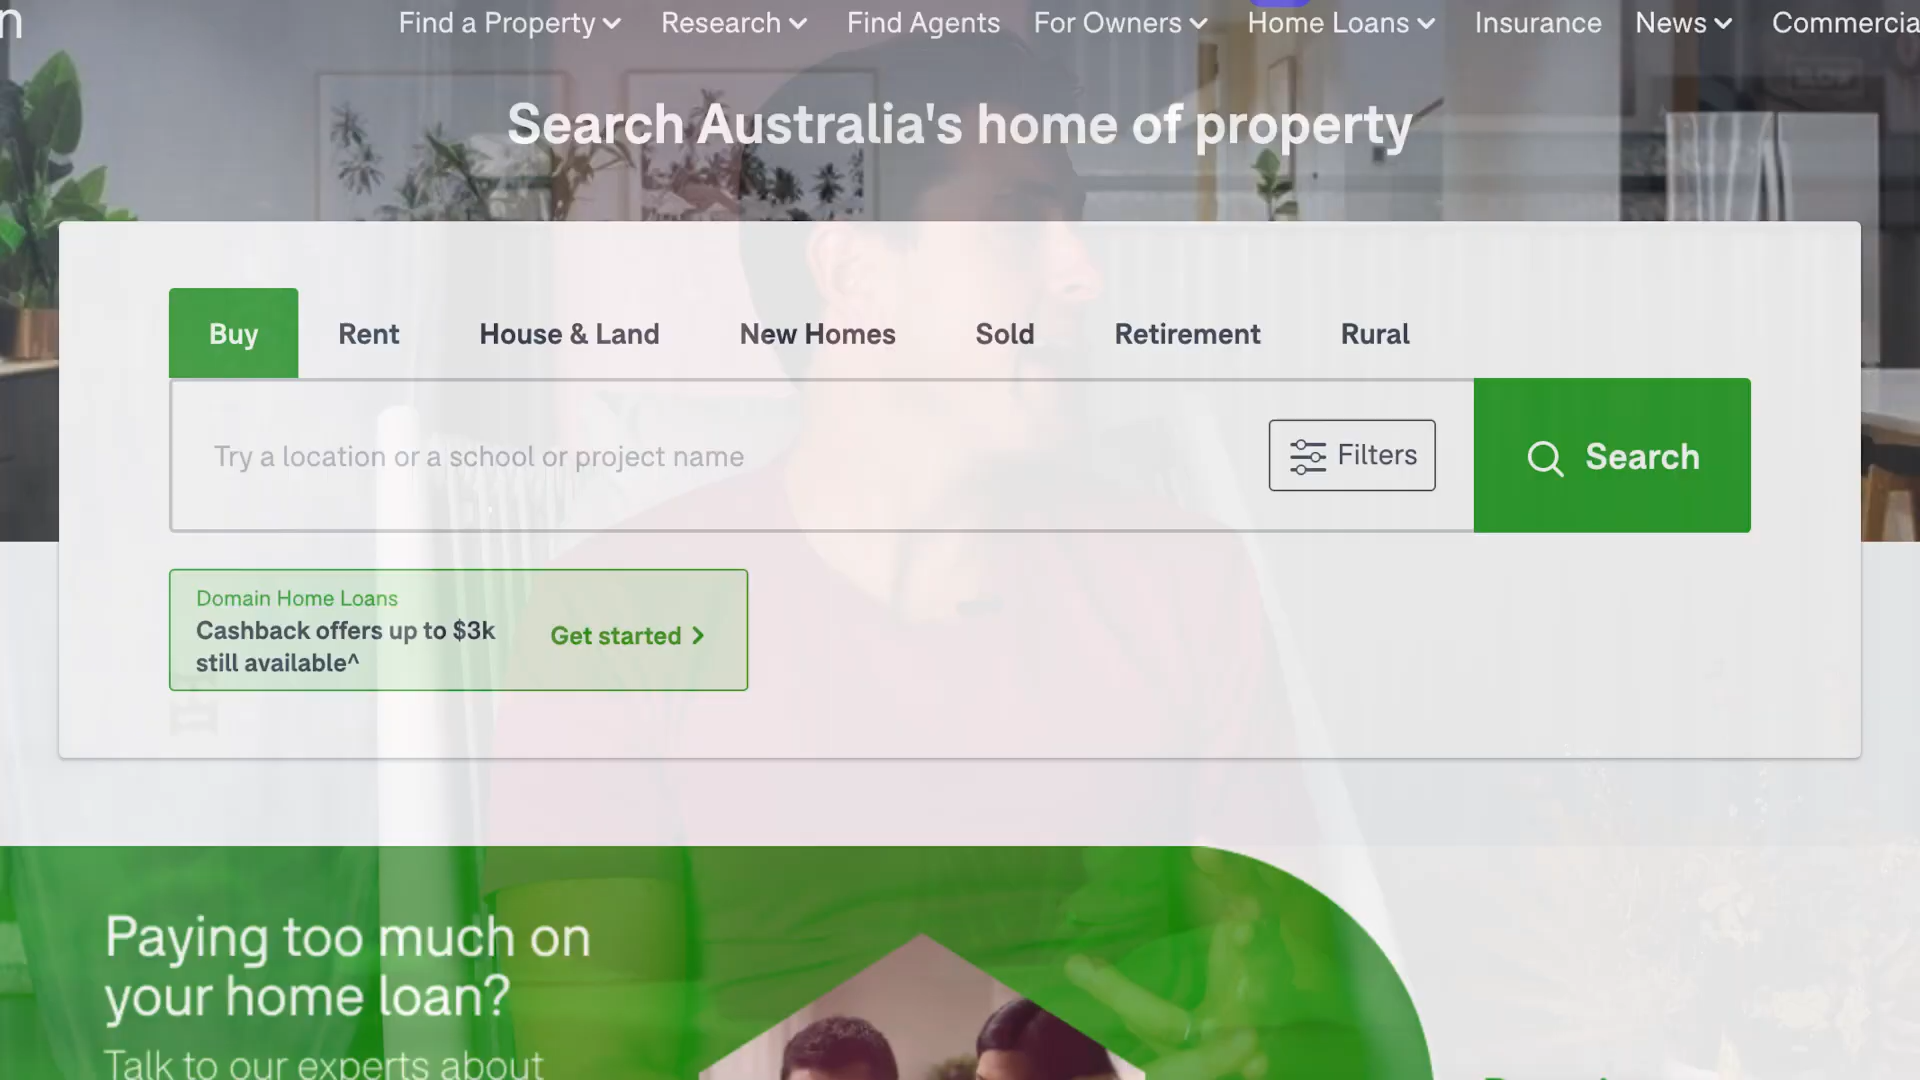 n
Find a Property Research Find Agents For Owners Home Loans Insurance News Commercia
Search Australia's home of property
Buy Rent House & Land New Homes Sold Retirement Rural
Try a location or a school or project name Filters Search
Domain Home Loans
Cashback offers up to $3k
still available^
Get started
Paying too much on
your home loan?
Talk to our experts about